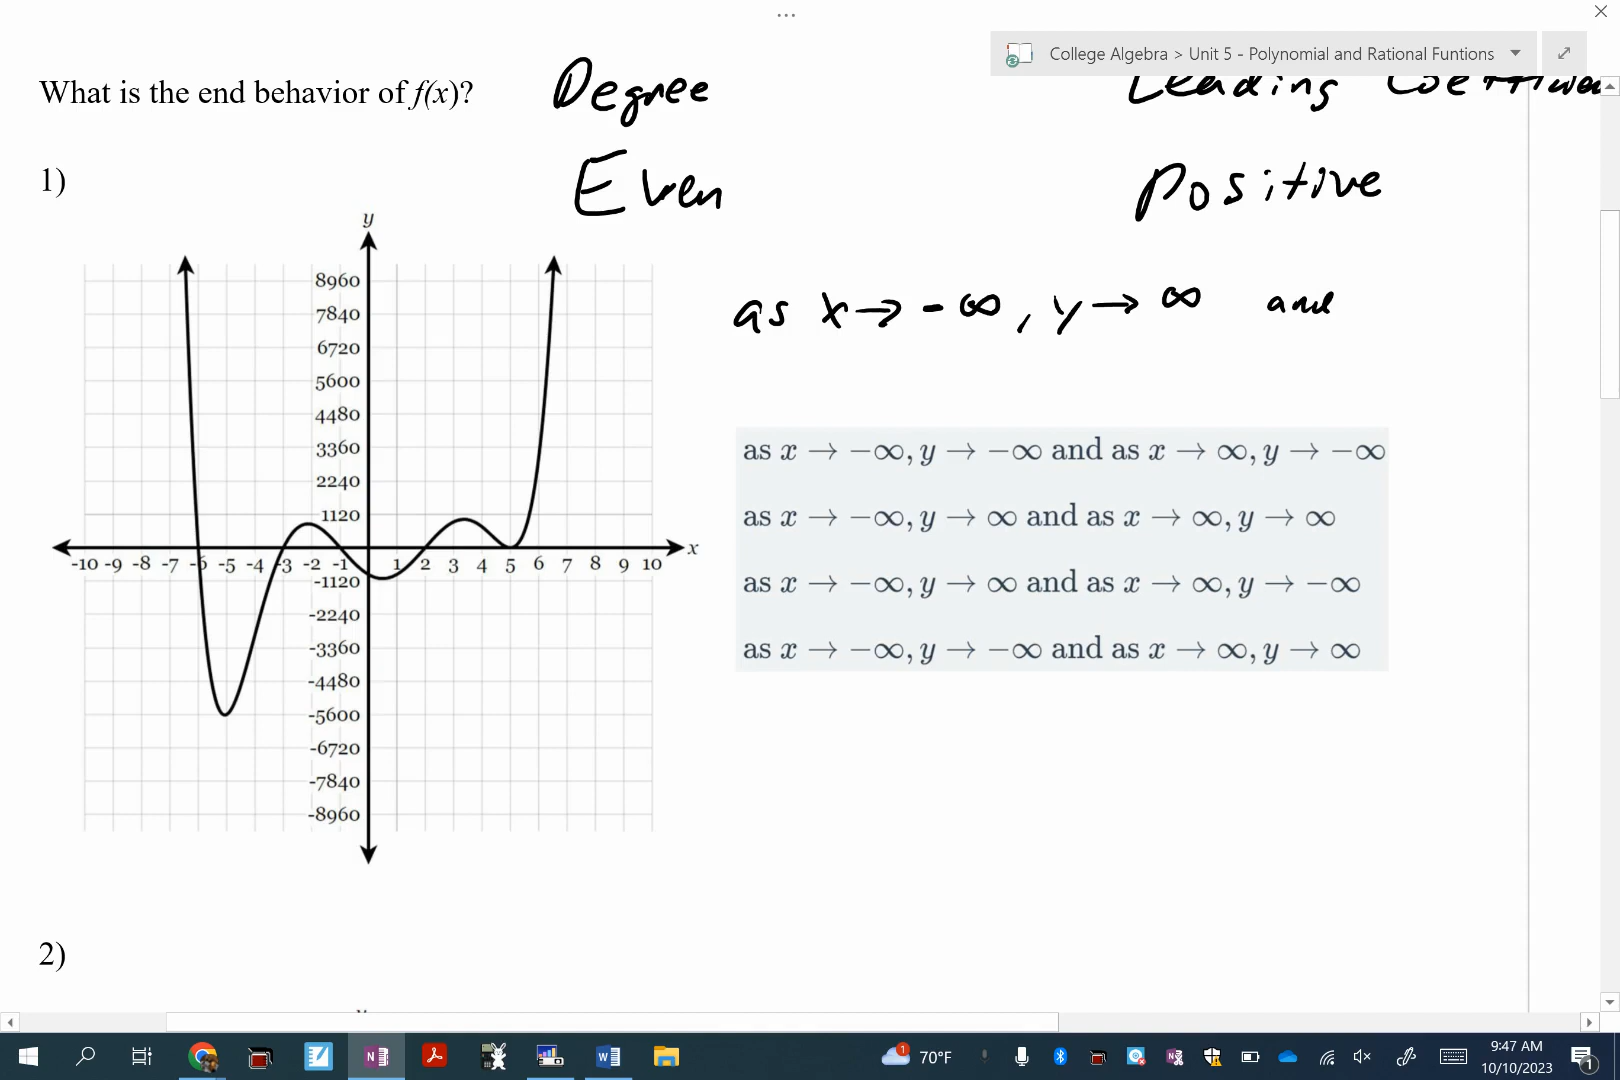 ...
College Algebra > Unit 5 - Polynomial and Rational Funtions
What is the end behavior of f(x)? Degree Leading
1) Even Positive
y
8960
7840
6720
5600
4480
3360
2240
1120
-10 -9 -8 -7 -6 -5 -4 -3 -2 -1 1 2 3 4 5 6 7 8 9 10 x
-1120
-2240
-3360
-4480
-5600
-6720
-7840
-8960
as x → -∞, y → ∞ and
as x → −∞, y → −∞ and as x → ∞, y → −∞
as x → −∞, y → ∞ and as x → ∞, y → ∞
as x → −∞, y → ∞ and as x → ∞, y → −∞
as x → −∞, y → −∞ and as x → ∞, y → ∞
2)
1 70°F 9:47 AM
10/10/2023 1